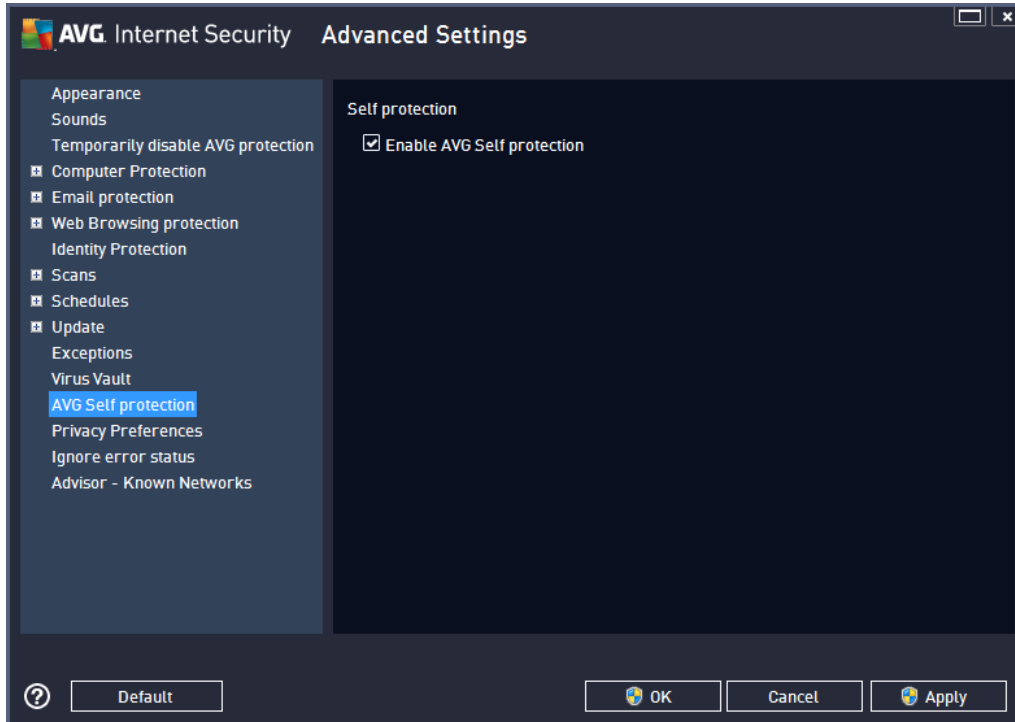 AVG. Internet Security Advanced Settings
Appearance
Sounds
Temporarily disable AVG protection
Computer Protection
Email protection
Web Browsing protection
Identity Protection
Scans
Schedules
Update
Exceptions
Virus Vault
AVG Self protection
Privacy Preferences
Ignore error status
Advisor - Known Networks
Self protection
Enable AVG Self protection
? Default OK Cancel Apply